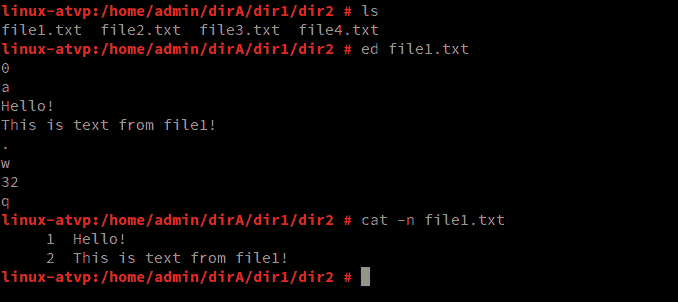 linux-atvp:/home/admin/dirA/dir1/dir2 # ls
file1.txt  file2.txt  file3.txt  file4.txt
linux-atvp:/home/admin/dirA/dir1/dir2 # ed file1.txt
0
a
Hello!
This is text from file1!
.
w
32
q
linux-atvp:/home/admin/dirA/dir1/dir2 # cat -n file1.txt
     1  Hello!
     2  This is text from file1!
linux-atvp:/home/admin/dirA/dir1/dir2 #